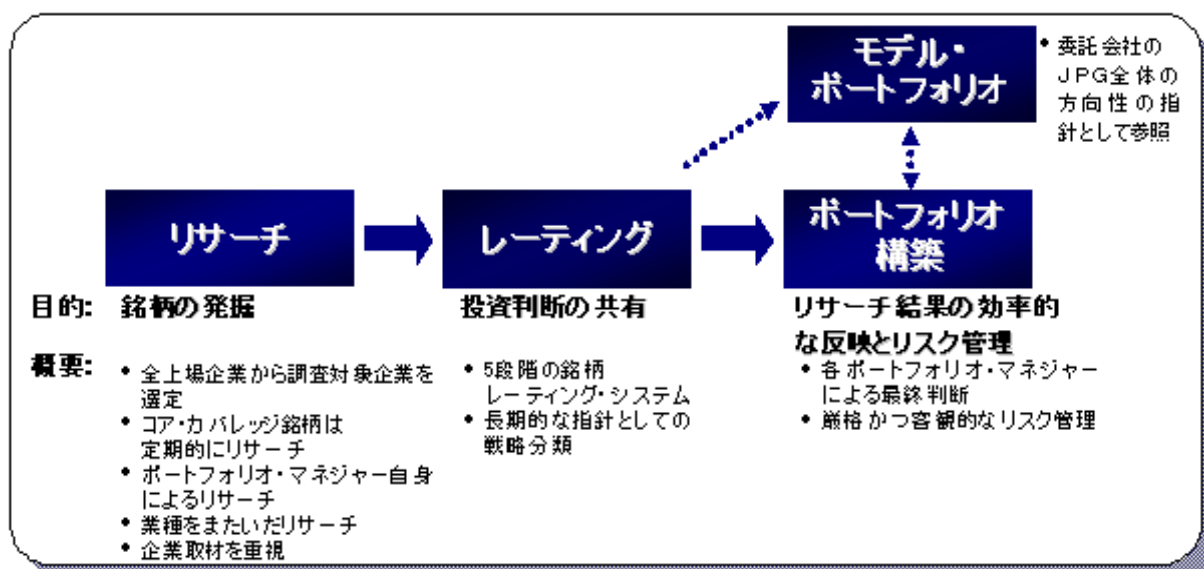 モデル・
ポートフォリオ
• 委託会社の
JPG全体の
方向性の指
針として参照
リサーチ
レーティング
ポートフォリオ
構築
目的:
銘柄の発掘
投資判断の共有
リサーチ結果の効率的
な反映とリスク管理
概要:
• 全上場企業から調査対象企業を
選定
• コア・カバレッジ銘柄は
定期的にリサーチ
• ポートフォリオ・マネジャー自身
によるリサーチ
• 業種をまたいだリサーチ
• 企業取材を重視
• 5段階の銘柄
レーティング・システム
• 長期的な指針としての
戦略分類
• 各ポートフォリオ・マネジャー
による最終判断
• 厳格かつ客観的なリスク管理